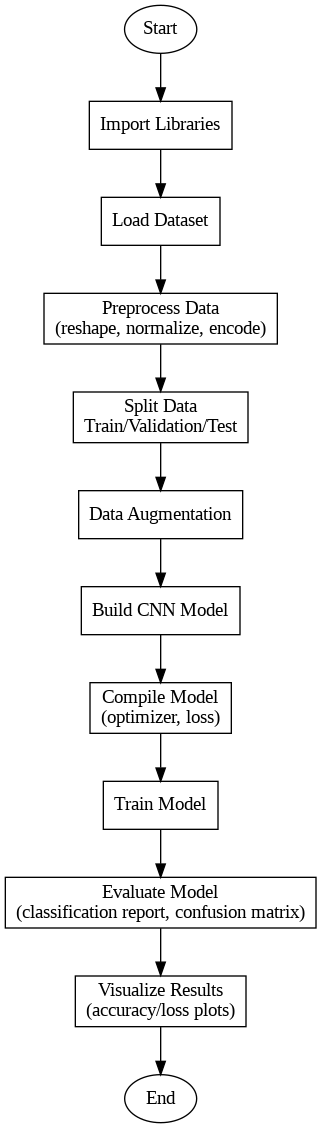 Start
Import Libraries
Load Dataset
Preprocess Data
(reshape, normalize, encode)
Split Data
Train/Validation/Test
Data Augmentation
Build CNN Model
Compile Model
(optimizer, loss)
Train Model
Evaluate Model
(classification report, confusion matrix)
Visualize Results
(accuracy/loss plots)
End